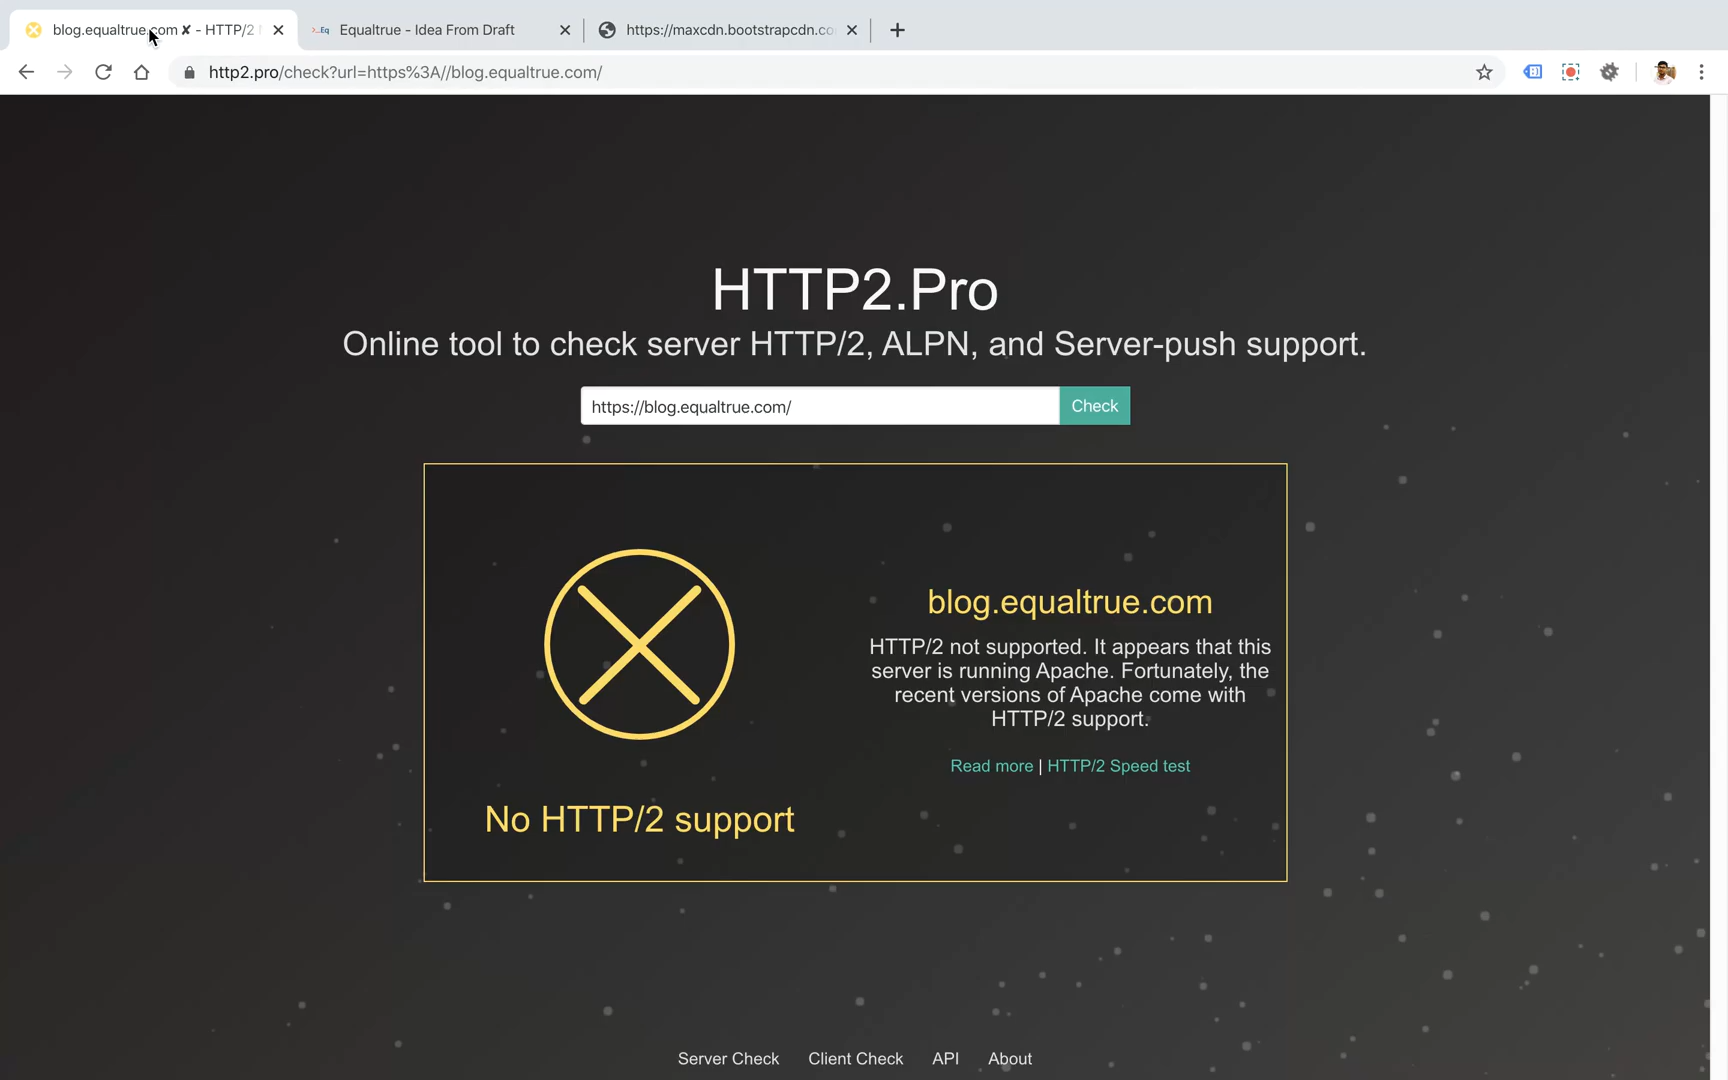 blog.equaltrue.com ✘ - HTTP/2
>_Eq Equaltrue - Idea From Draft
https://maxcdn.bootstrapcdn.co
http2.pro/check?url=https%3A//blog.equaltrue.com/
HTTP2.Pro
Online tool to check server HTTP/2, ALPN, and Server-push support.
https://blog.equaltrue.com/ Check
blog.equaltrue.com
HTTP/2 not supported. It appears that this
server is running Apache. Fortunately, the
recent versions of Apache come with
HTTP/2 support.
Read more | HTTP/2 Speed test
No HTTP/2 support
Server Check Client Check API About